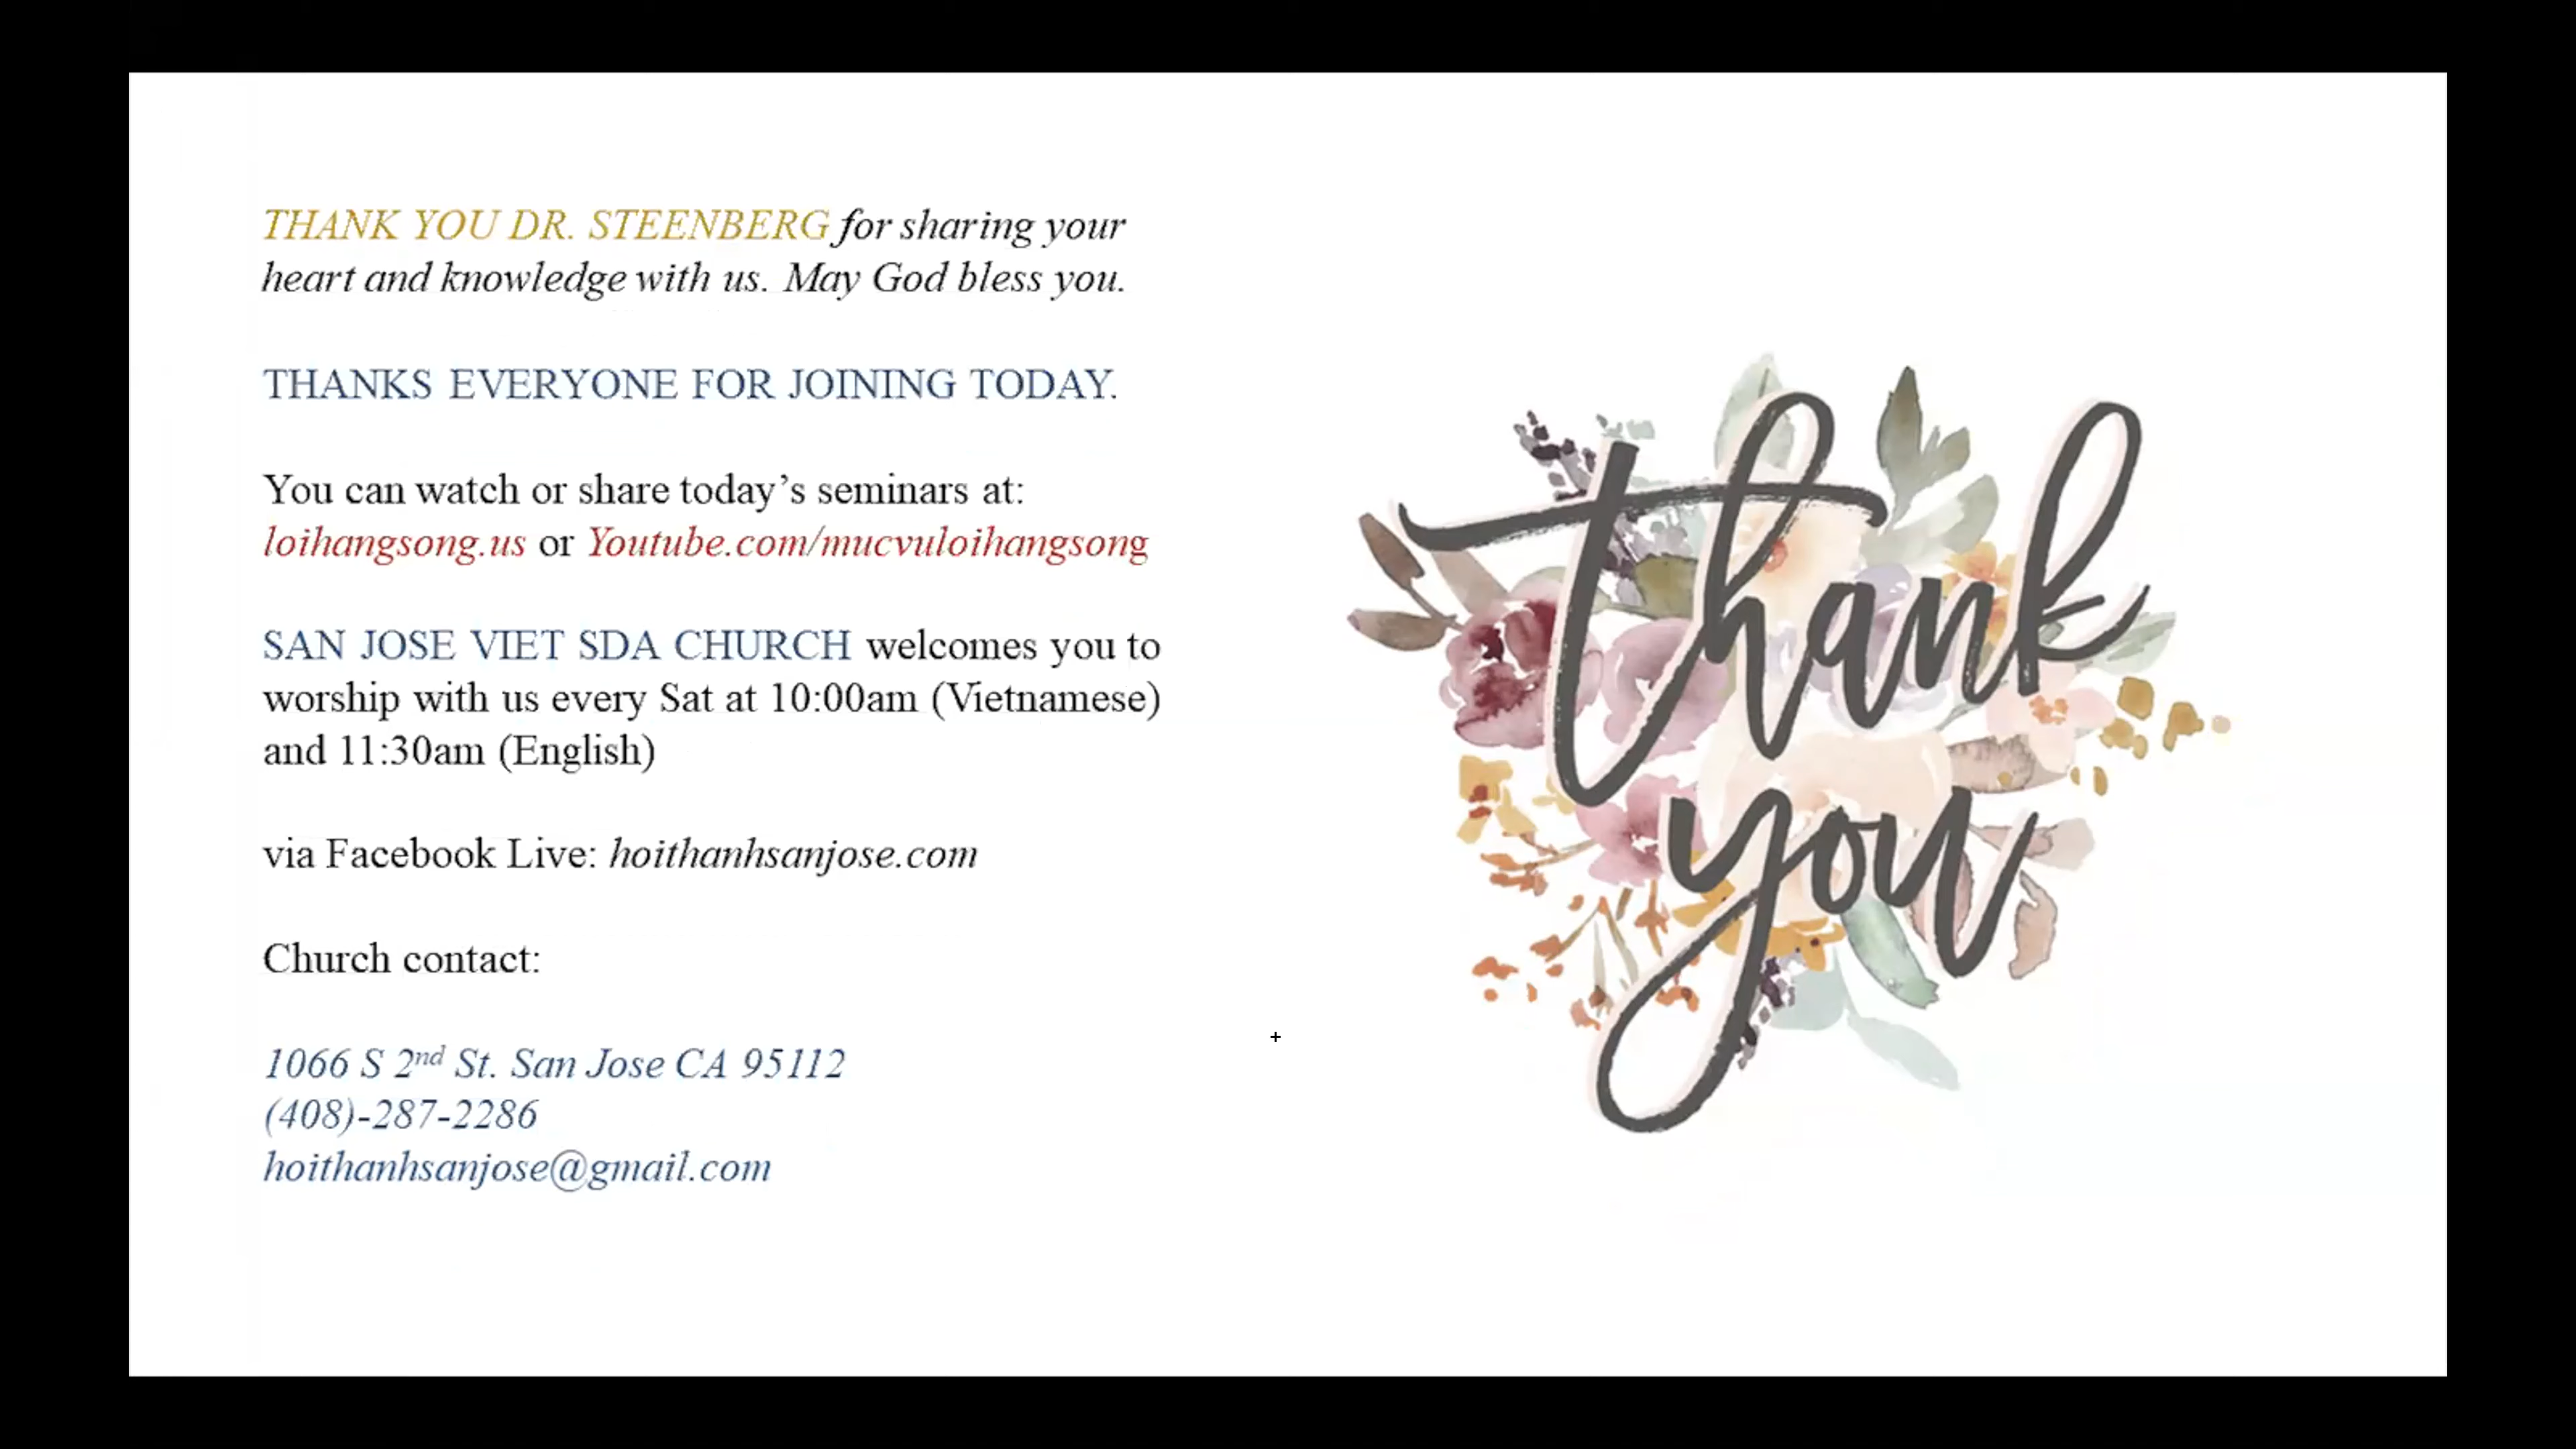 THANK YOU DR. STEENBERG for sharing your
heart and knowledge with us. May God bless you.
THANKS EVERYONE FOR JOINING TODAY.
You can watch or share today’s seminars at:
loihangsong.us or Youtube.com/mucvuloihangsong
SAN JOSE VIET SDA CHURCH welcomes you to
worship with us every Sat at 10:00am (Vietnamese)
and 11:30am (English)
via Facebook Live: hoithanhsanjose.com
Church contact:
1066 S 2nd St. San Jose CA 95112
(408)-287-2286
hoithanhsanjose@gmail.com
thank
you